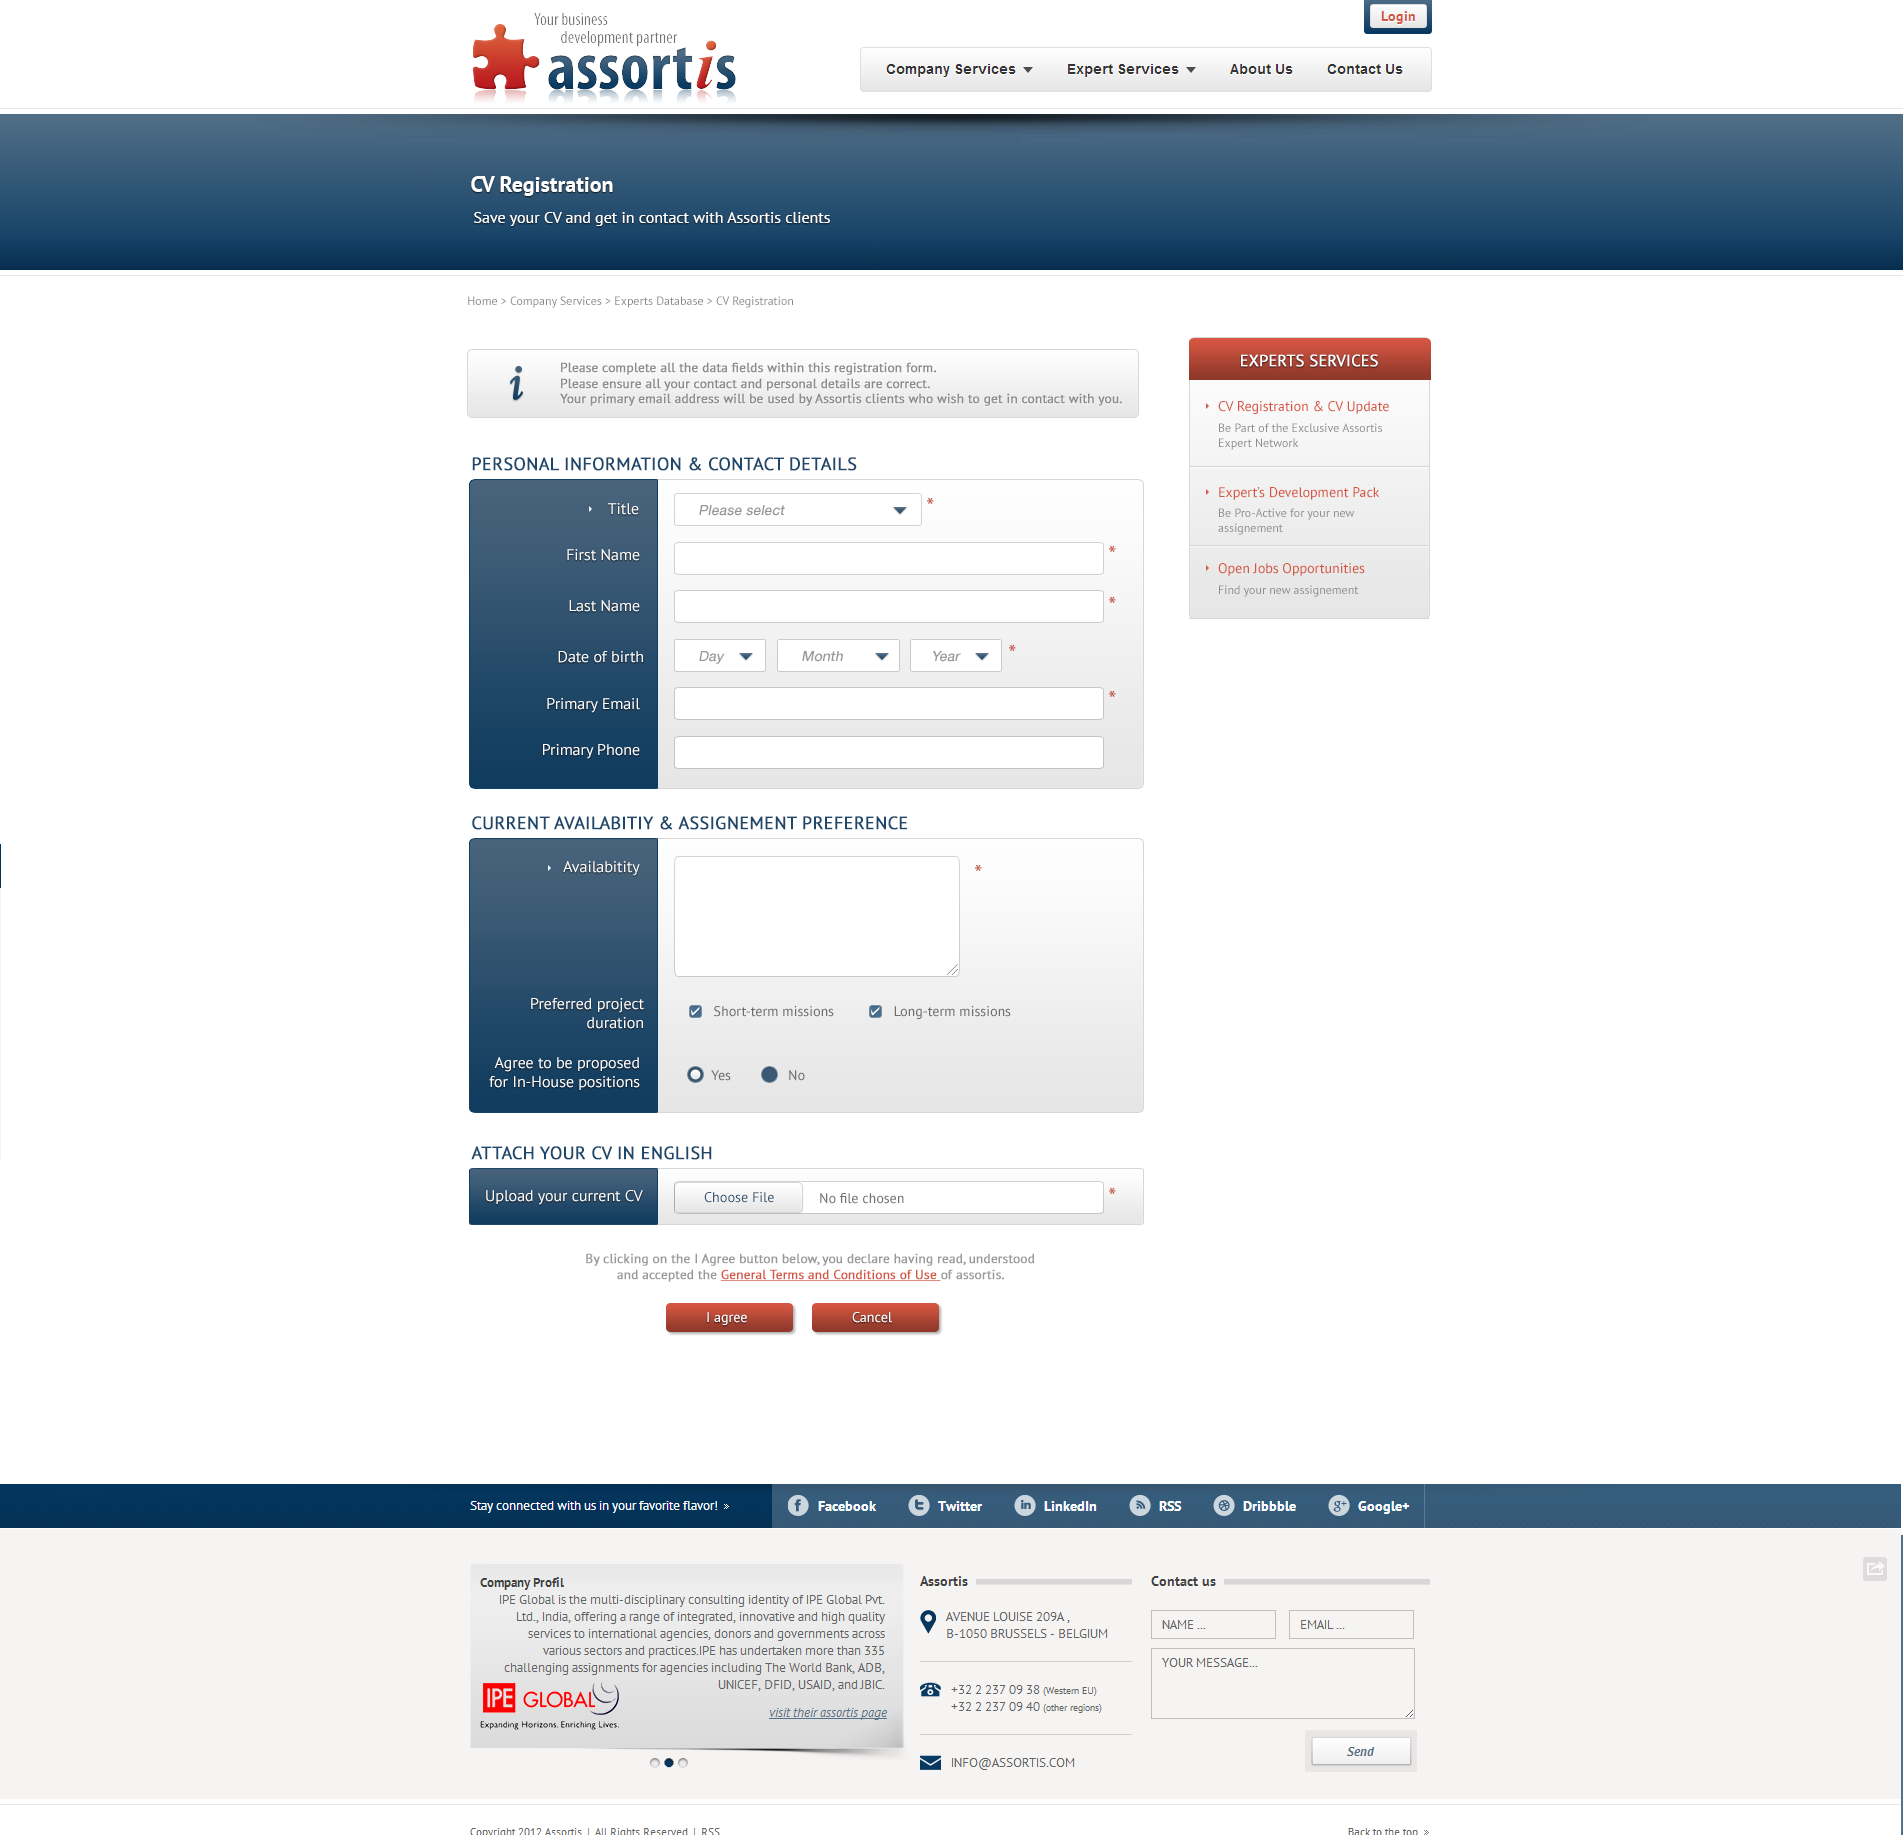 Your business
development partner
assortis
Login
Company Services
Expert Services
About Us
Contact Us
CV Registration
Save your CV and get in contact with Assortis clients
Home > Company Services > Experts Database > CV Registration
i
Please complete all the data fields within this registration form.
Please ensure all your contact and personal details are correct.
Your primary email address will be used by Assortis clients who wish to get in contact with you.
EXPERTS SERVICES
CV Registration & CV Update
Be Part of the Exclusive Assortis
Expert Network
Expert's Development Pack
Be Pro-Active for your new
assignement
Open Jobs Opportunities
Find your new assignement
PERSONAL INFORMATION & CONTACT DETAILS
Title
Please select
*
First Name
*
Last Name
*
Date of birth
Day
Month
Year
*
Primary Email
*
Primary Phone
CURRENT AVAILABITIY & ASSIGNEMENT PREFERENCE
Availabitity
*
Preferred project
duration
Short-term missions
Long-term missions
Agree to be proposed
for In-House positions
Yes
No
ATTACH YOUR CV IN ENGLISH
Upload your current CV
Choose File
No file chosen
*
By clicking on the I Agree button below, you declare having read, understood
and accepted the General Terms and Conditions of Use of assortis.
I agree
Cancel
Stay connected with us in your favorite flavor! »
Facebook
Twitter
LinkedIn
RSS
Dribbble
Google+
Company Profil
IPE Global is the multi-disciplinary consulting identity of IPE Global Pvt.
Ltd., India, offering a range of integrated, innovative and high quality
services to international agencies, donors and governments across
various sectors and practices.IPE has undertaken more than 335
challenging assignments for agencies including The World Bank, ADB,
UNICEF, DFID, USAID, and JBIC.
IPE GLOBAL
Expanding Horizons. Enriching Lives.
visit their assortis page
Assortis
AVENUE LOUISE 209A ,
B-1050 BRUSSELS - BELGIUM
+32 2 237 09 38 (Western EU)
+32 2 237 09 40 (other regions)
INFO@ASSORTIS.COM
Contact us
NAME ...
EMAIL ...
YOUR MESSAGE...
Send
Copyright 2012 Assortis | All Rights Reserved | RSS
Back to the top »